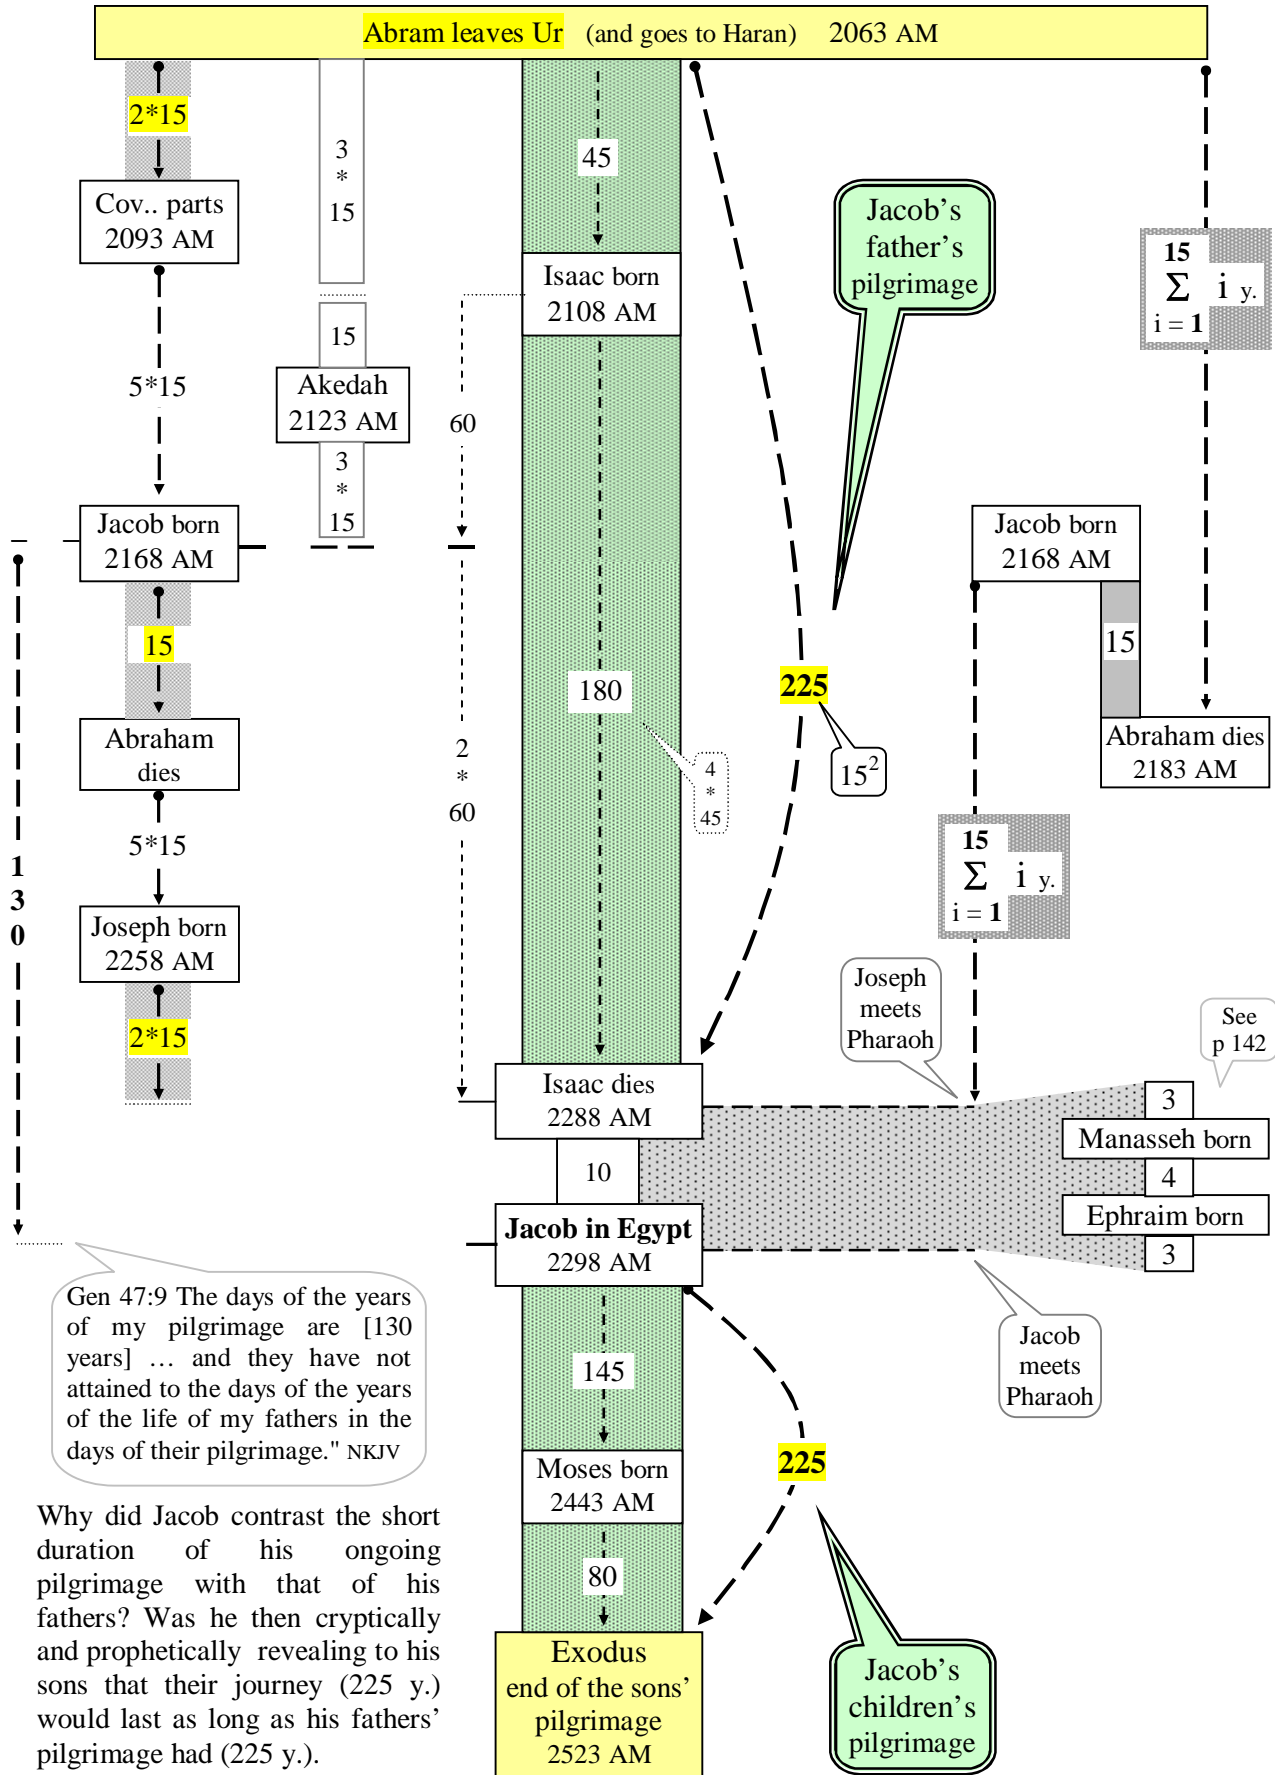 Abram leaves Ur (and goes to Haran) 2063 AM
2*15
Cov.. parts
2093 AM
5*15
Jacob born
2168 AM
15
Abraham
dies
5*15
Joseph born
2258 AM
2*15
1
3
0
3
*
15
15
Akedah
2123 AM
3
*
15
60
2
*
60
45
Isaac born
2108 AM
180
4
*
45
Isaac dies
2288 AM
10
Jacob in Egypt
2298 AM
145
Moses born
2443 AM
80
Exodus
end of the sons’
pilgrimage
2523 AM
Jacob’s
father’s
pilgrimage
225
15²
225
Jacob’s
children’s
pilgrimage
15
Σ i y.
i = 1
Jacob born
2168 AM
15
Abraham dies
2183 AM
15
Σ i y.
i = 1
Joseph
meets
Pharaoh
See
p 142
3
Manasseh born
4
Ephraim born
3
Jacob
meets
Pharaoh
Gen 47:9 The days of the years
of my pilgrimage are [130
years] … and they have not
attained to the days of the years
of the life of my fathers in the
days of their pilgrimage." NKJV
Why did Jacob contrast the short
duration of his ongoing
pilgrimage with that of his
fathers? Was he then cryptically
and prophetically revealing to his
sons that their journey (225 y.)
would last as long as his fathers’
pilgrimage had (225 y.).